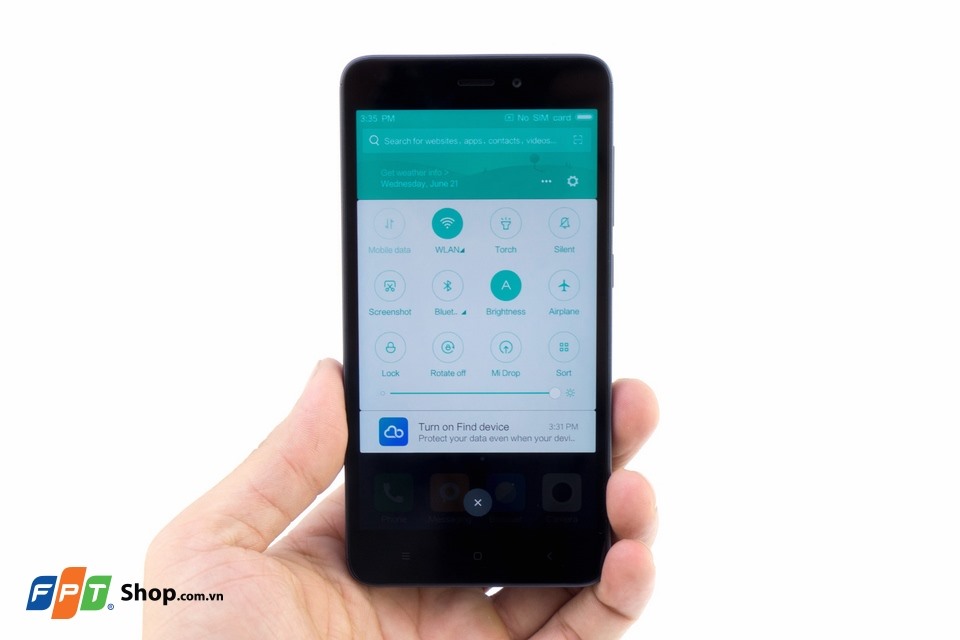 3:35 PM No SIM card
Search for websites, apps, contacts, videos...
Get weather info >
Wednesday, June 21
Mobile data WLAN Torch Silent
Screenshot Bluet.. Brightness Airplane
Lock Rotate off Mi Drop Sort
Turn on Find device 3:31 PM
Protect your data even when your devi..
FPT® Shop.com.vn